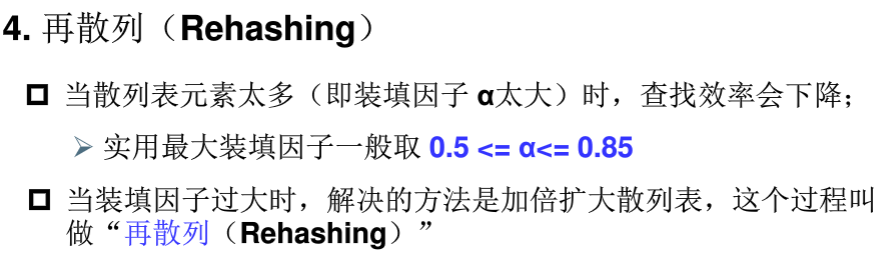 4. 再散列（Rehashing）
当散列表元素太多（即装填因子 α太大）时，查找效率会下降；
实用最大装填因子一般取 0.5 <= α<= 0.85
当装填因子过大时，解决的方法是加倍扩大散列表，这个过程叫
做“再散列（Rehashing）”